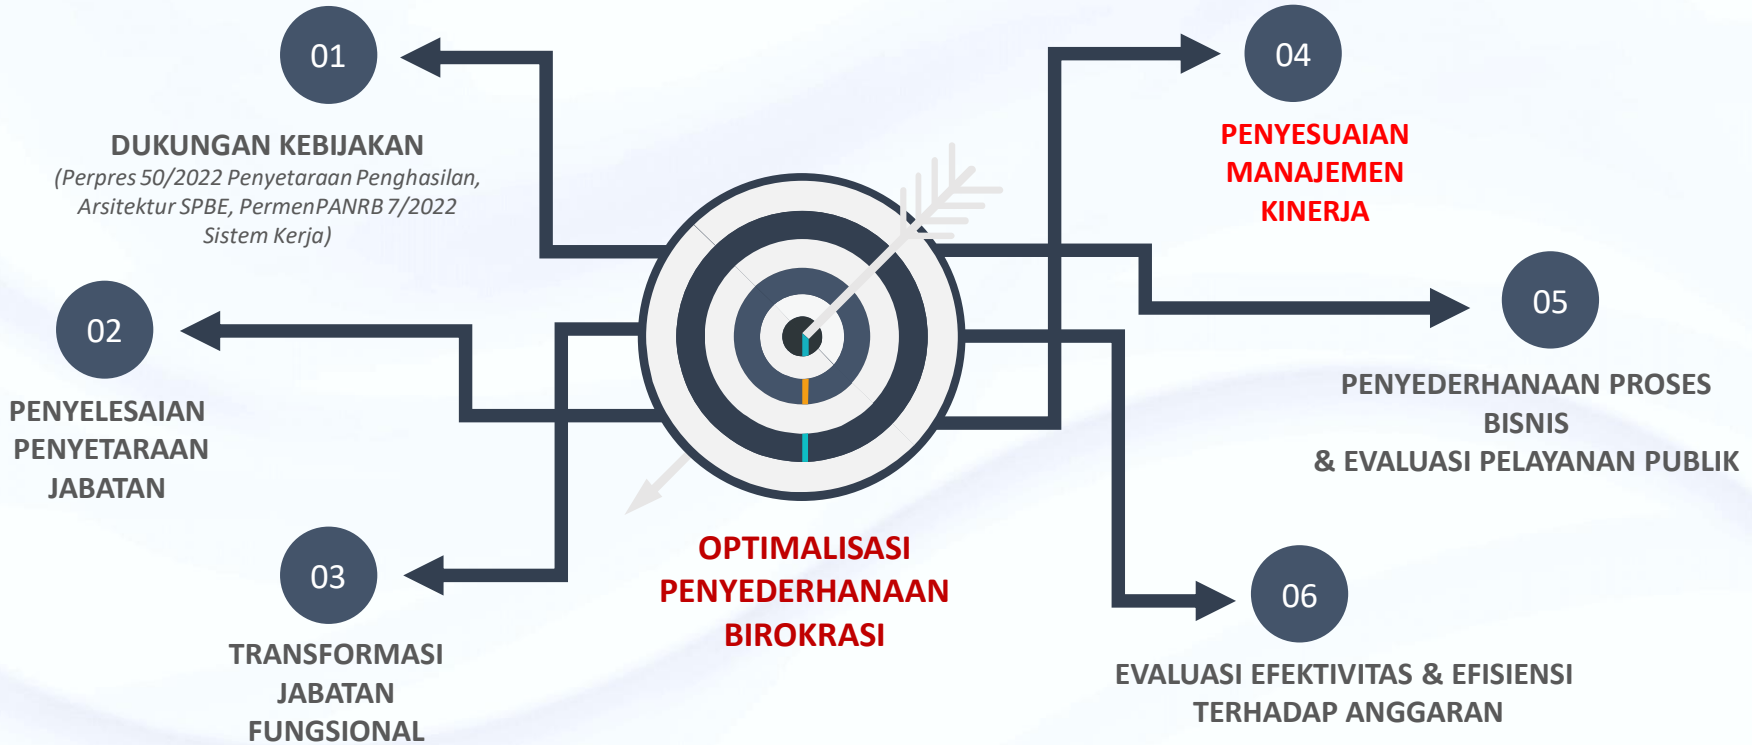 01
DUKUNGAN KEBIJAKAN
(Perpres 50/2022 Penyetaraan Penghasilan,
Arsitektur SPBE, PermenPANRB 7/2022
Sistem Kerja)
02
PENYELESAIAN
PENYETARAAN
JABATAN
03
TRANSFORMASI
JABATAN
FUNGSIONAL
OPTIMALISASI
PENYEDERHANAAN
BIROKRASI
04
PENYESUAIAN
MANAJEMEN
KINERJA
05
PENYEDERHANAAN PROSES
BISNIS
& EVALUASI PELAYANAN PUBLIK
06
EVALUASI EFEKTIVITAS & EFISIENSI
TERHADAP ANGGARAN